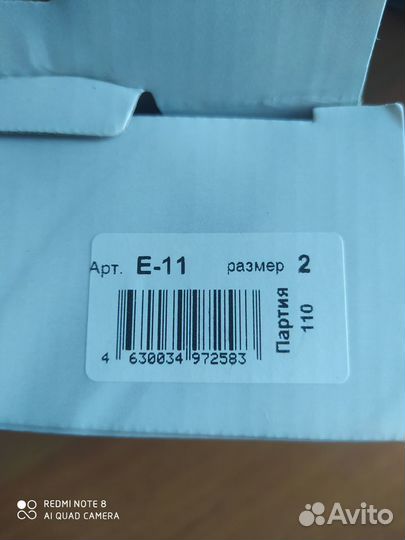 Арт. E-11 размер 2
4 630034 972583
Партия
110
REDMI NOTE 8
AI QUAD CAMERA
Avito